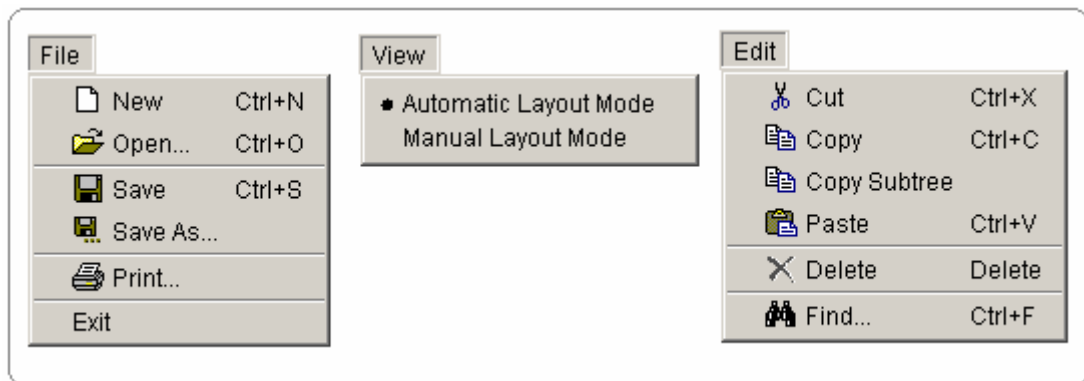 File
New Ctrl+N
Open... Ctrl+O
Save Ctrl+S
Save As...
Print...
Exit
View
Automatic Layout Mode
Manual Layout Mode
Edit
Cut Ctrl+X
Copy Ctrl+C
Copy Subtree
Paste Ctrl+V
Delete Delete
Find... Ctrl+F